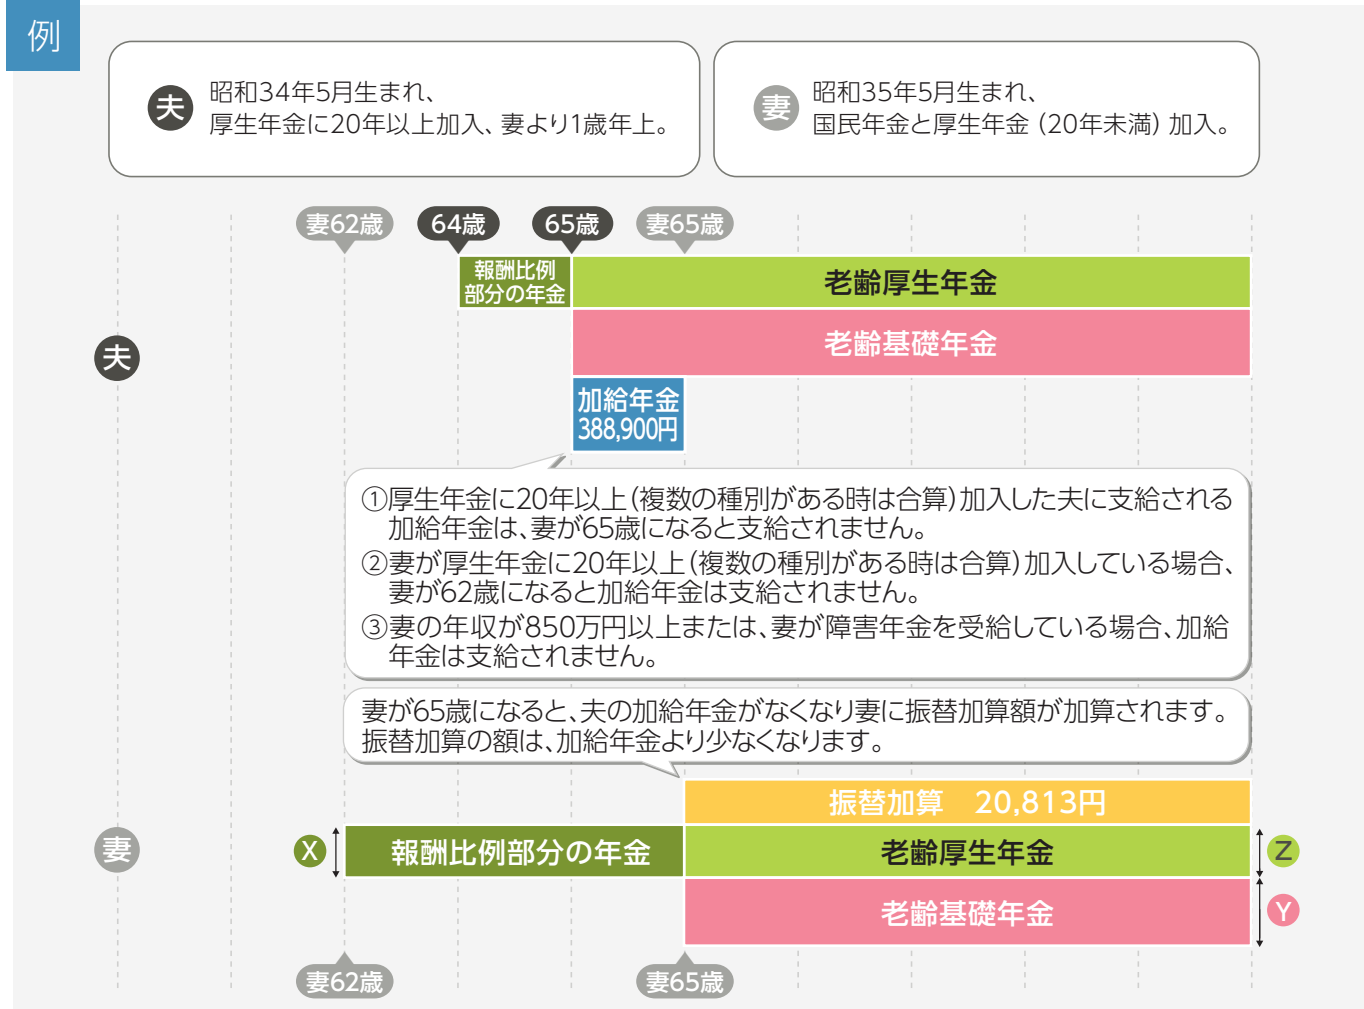 例
夫
昭和34年5月生まれ、
厚生年金に20年以上加入、妻より1歳年上。
妻
昭和35年5月生まれ、
国民年金と厚生年金（20年未満）加入。
妻62歳
64歳
65歳
妻65歳
報酬比例
部分の年金
老齢厚生年金
老齢基礎年金
夫
加給年金
388,900円
①厚生年金に20年以上（複数の種別がある時は合算）加入した夫に支給される
加給年金は、妻が65歳になると支給されません。
②妻が厚生年金に20年以上（複数の種別がある時は合算）加入している場合、
妻が62歳になると加給年金は支給されません。
③妻の年収が850万円以上または、妻が障害年金を受給している場合、加給
年金は支給されません。
妻が65歳になると、夫の加給年金がなくなり妻に振替加算額が加算されます。
振替加算の額は、加給年金より少なくなります。
振替加算　20,813円
妻
X
報酬比例部分の年金
老齢厚生年金
Z
老齢基礎年金
Y
妻62歳
妻65歳